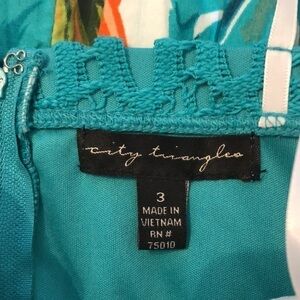 city triangles
3
MADE IN
VIETNAM
RN #
75010